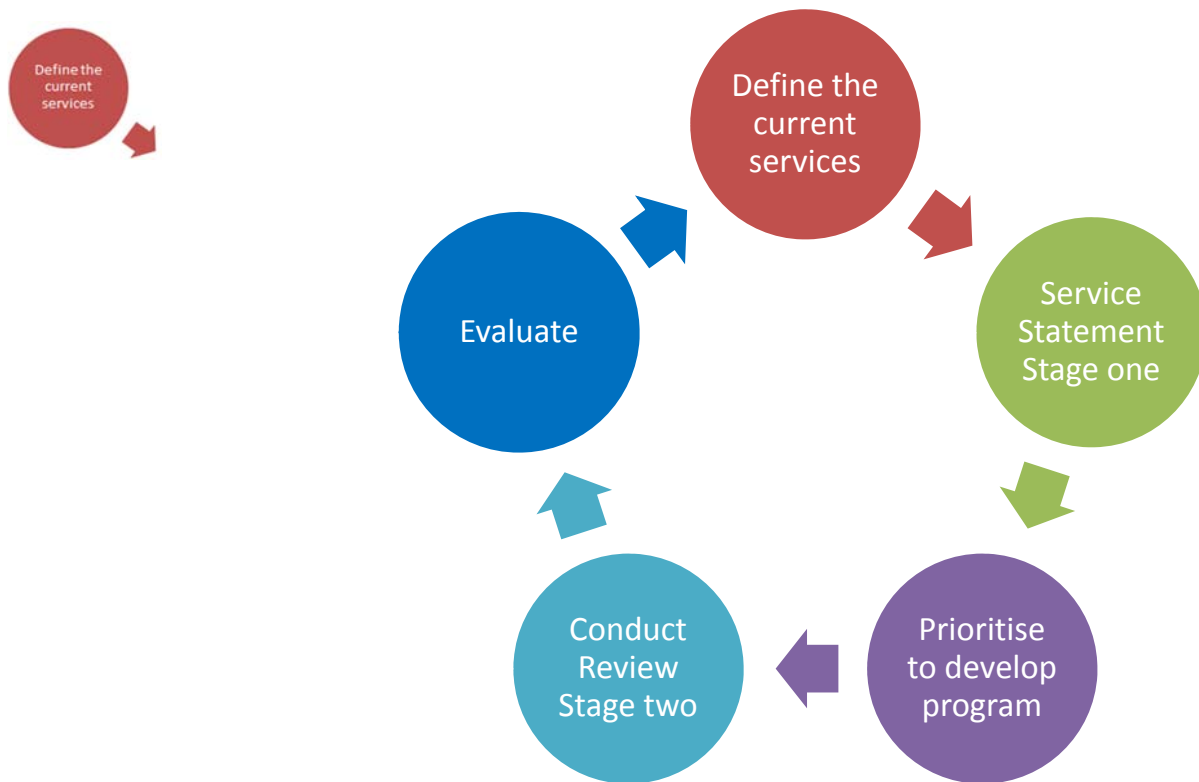 Define the
current
services
Define the
current
services
Service
Statement
Stage one
Prioritise
to develop
program
Conduct
Review
Stage two
Evaluate